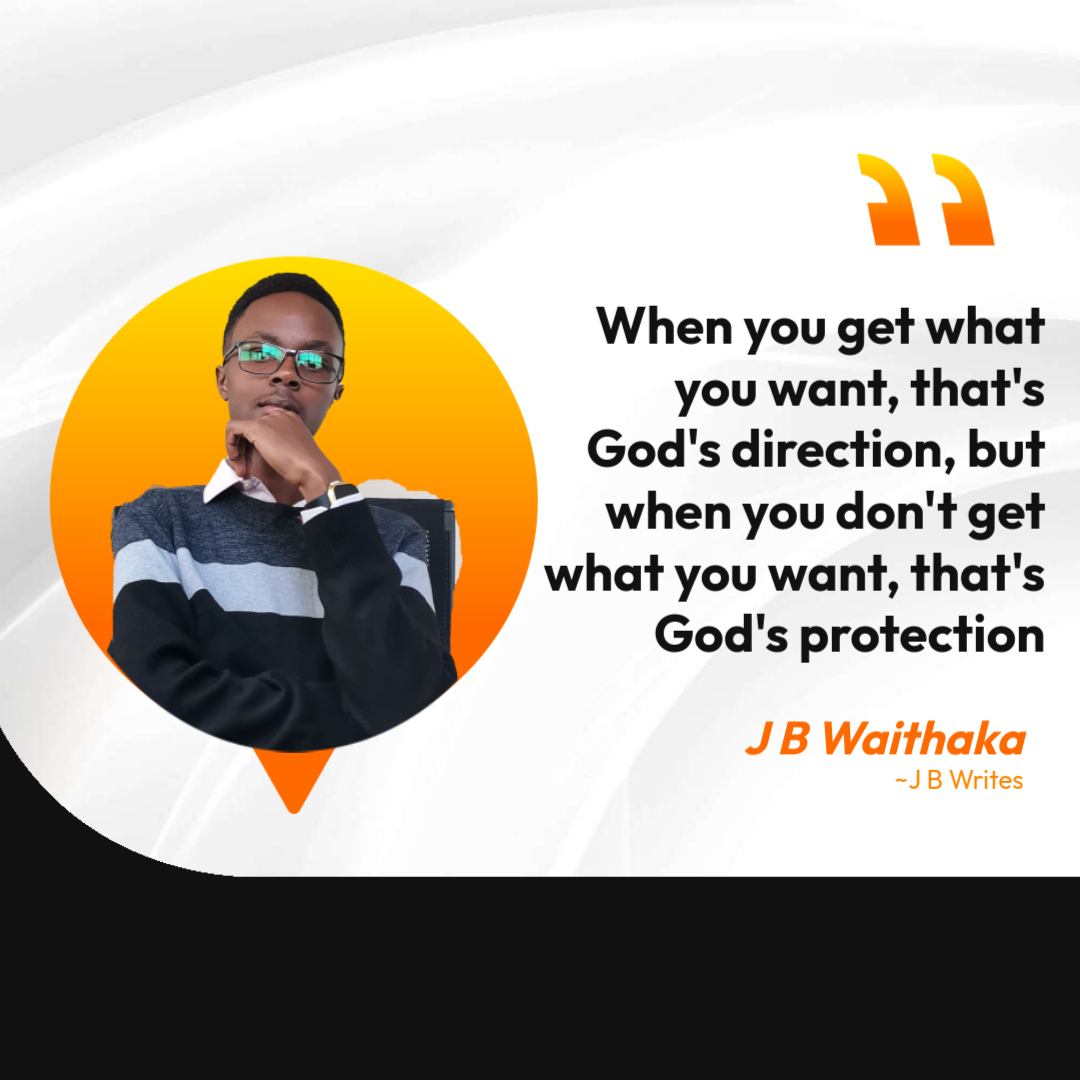 When you get what
you want, that's
God's direction, but
when you don't get
what you want, that's
God's protection
J B Waithaka
~J B Writes